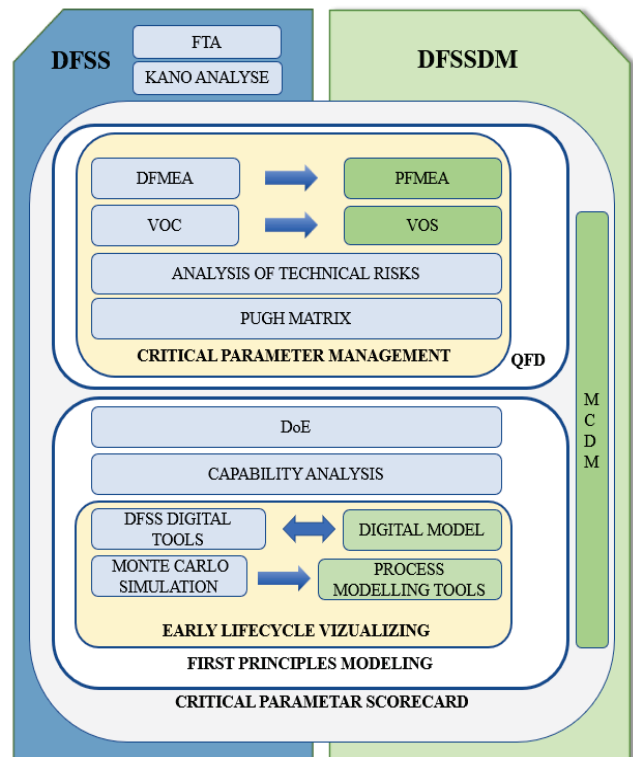 DFSS
FTA
KANO ANALYSE
DFSSDM
DFMEA
PFMEA
VOC
VOS
ANALYSIS OF TECHNICAL RISKS
PUGH MATRIX
CRITICAL PARAMETER MANAGEMENT
QFD
M
C
D
M
DoE
CAPABILITY ANALYSIS
DFSS DIGITAL
TOOLS
DIGITAL MODEL
MONTE CARLO
SIMULATION
PROCESS
MODELLING TOOLS
EARLY LIFECYCLE VIZUALIZING
FIRST PRINCIPLES MODELING
CRITICAL PARAMETAR SCORECARD